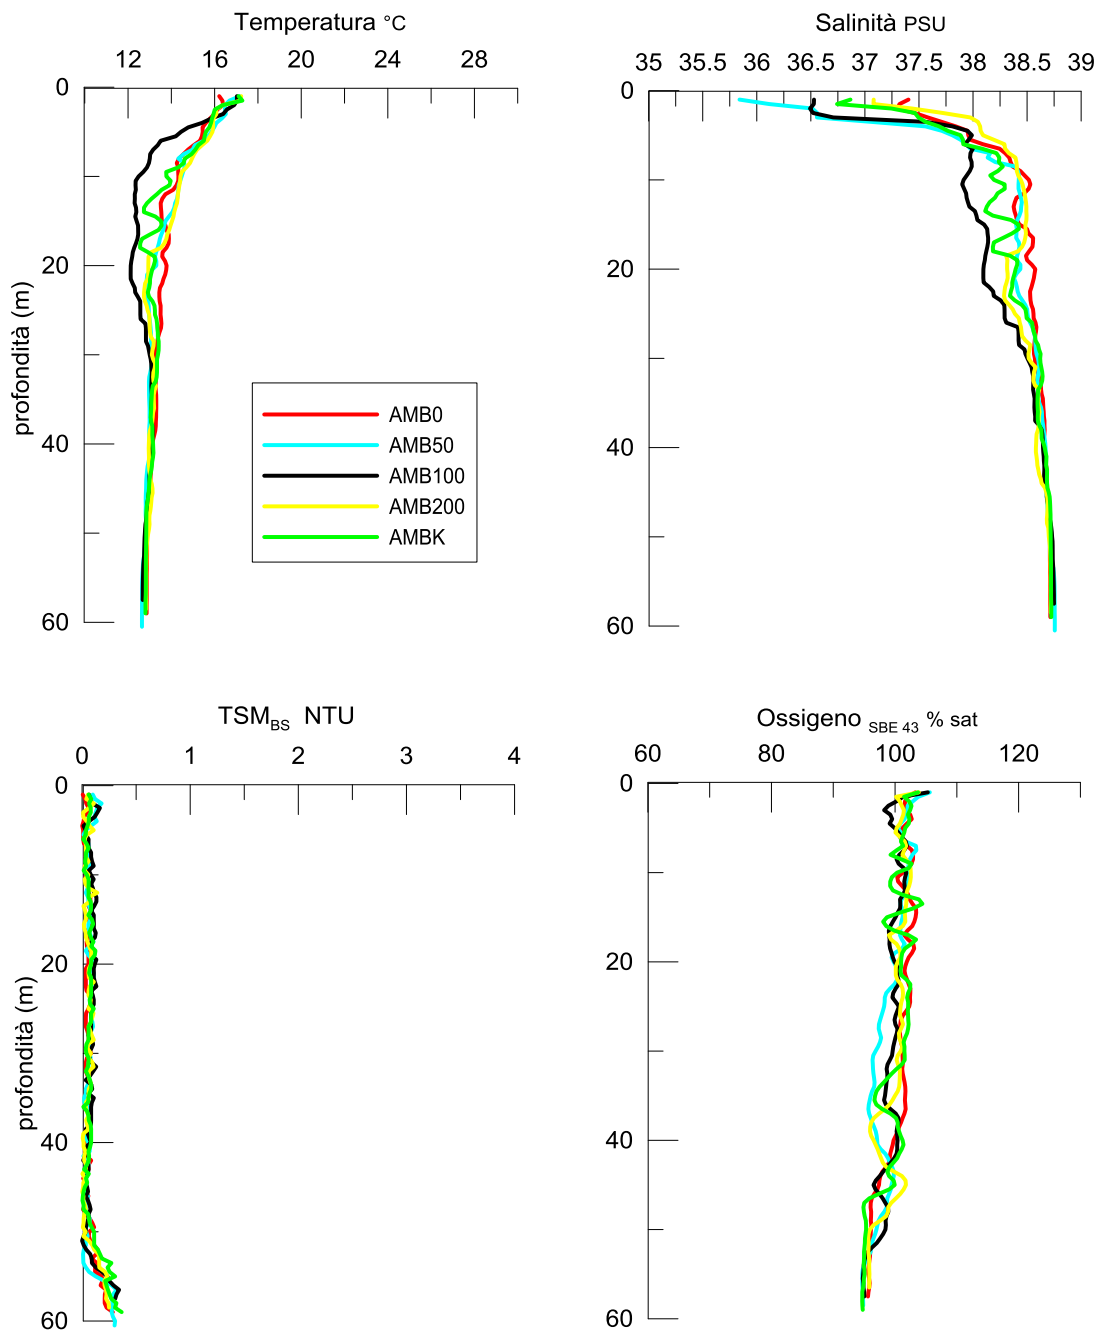 Temperatura °C
12 16 20 24 28
0
20
40
60
profondità (m)
AMB0
AMB50
AMB100
AMB200
AMBK
Salinità PSU
35 35.5 36 36.5 37 37.5 38 38.5 39
0
20
40
60
TSM BS NTU
0 1 2 3 4
0
20
40
60
profondità (m)
Ossigeno SBE 43 % sat
60 80 100 120
0
20
40
60